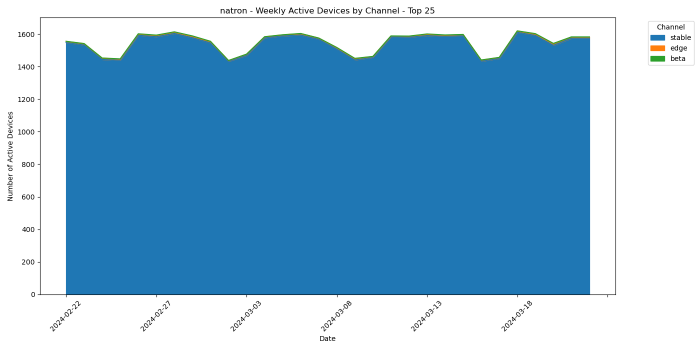 natron - Weekly Active Devices by Channel - Top 25
Number of Active Devices
1600
1400
1200
1000
800
600
400
200
0
2024-02-22
2024-02-27
2024-03-03
2024-03-08
2024-03-13
2024-03-18
Date
Channel
stable
edge
beta